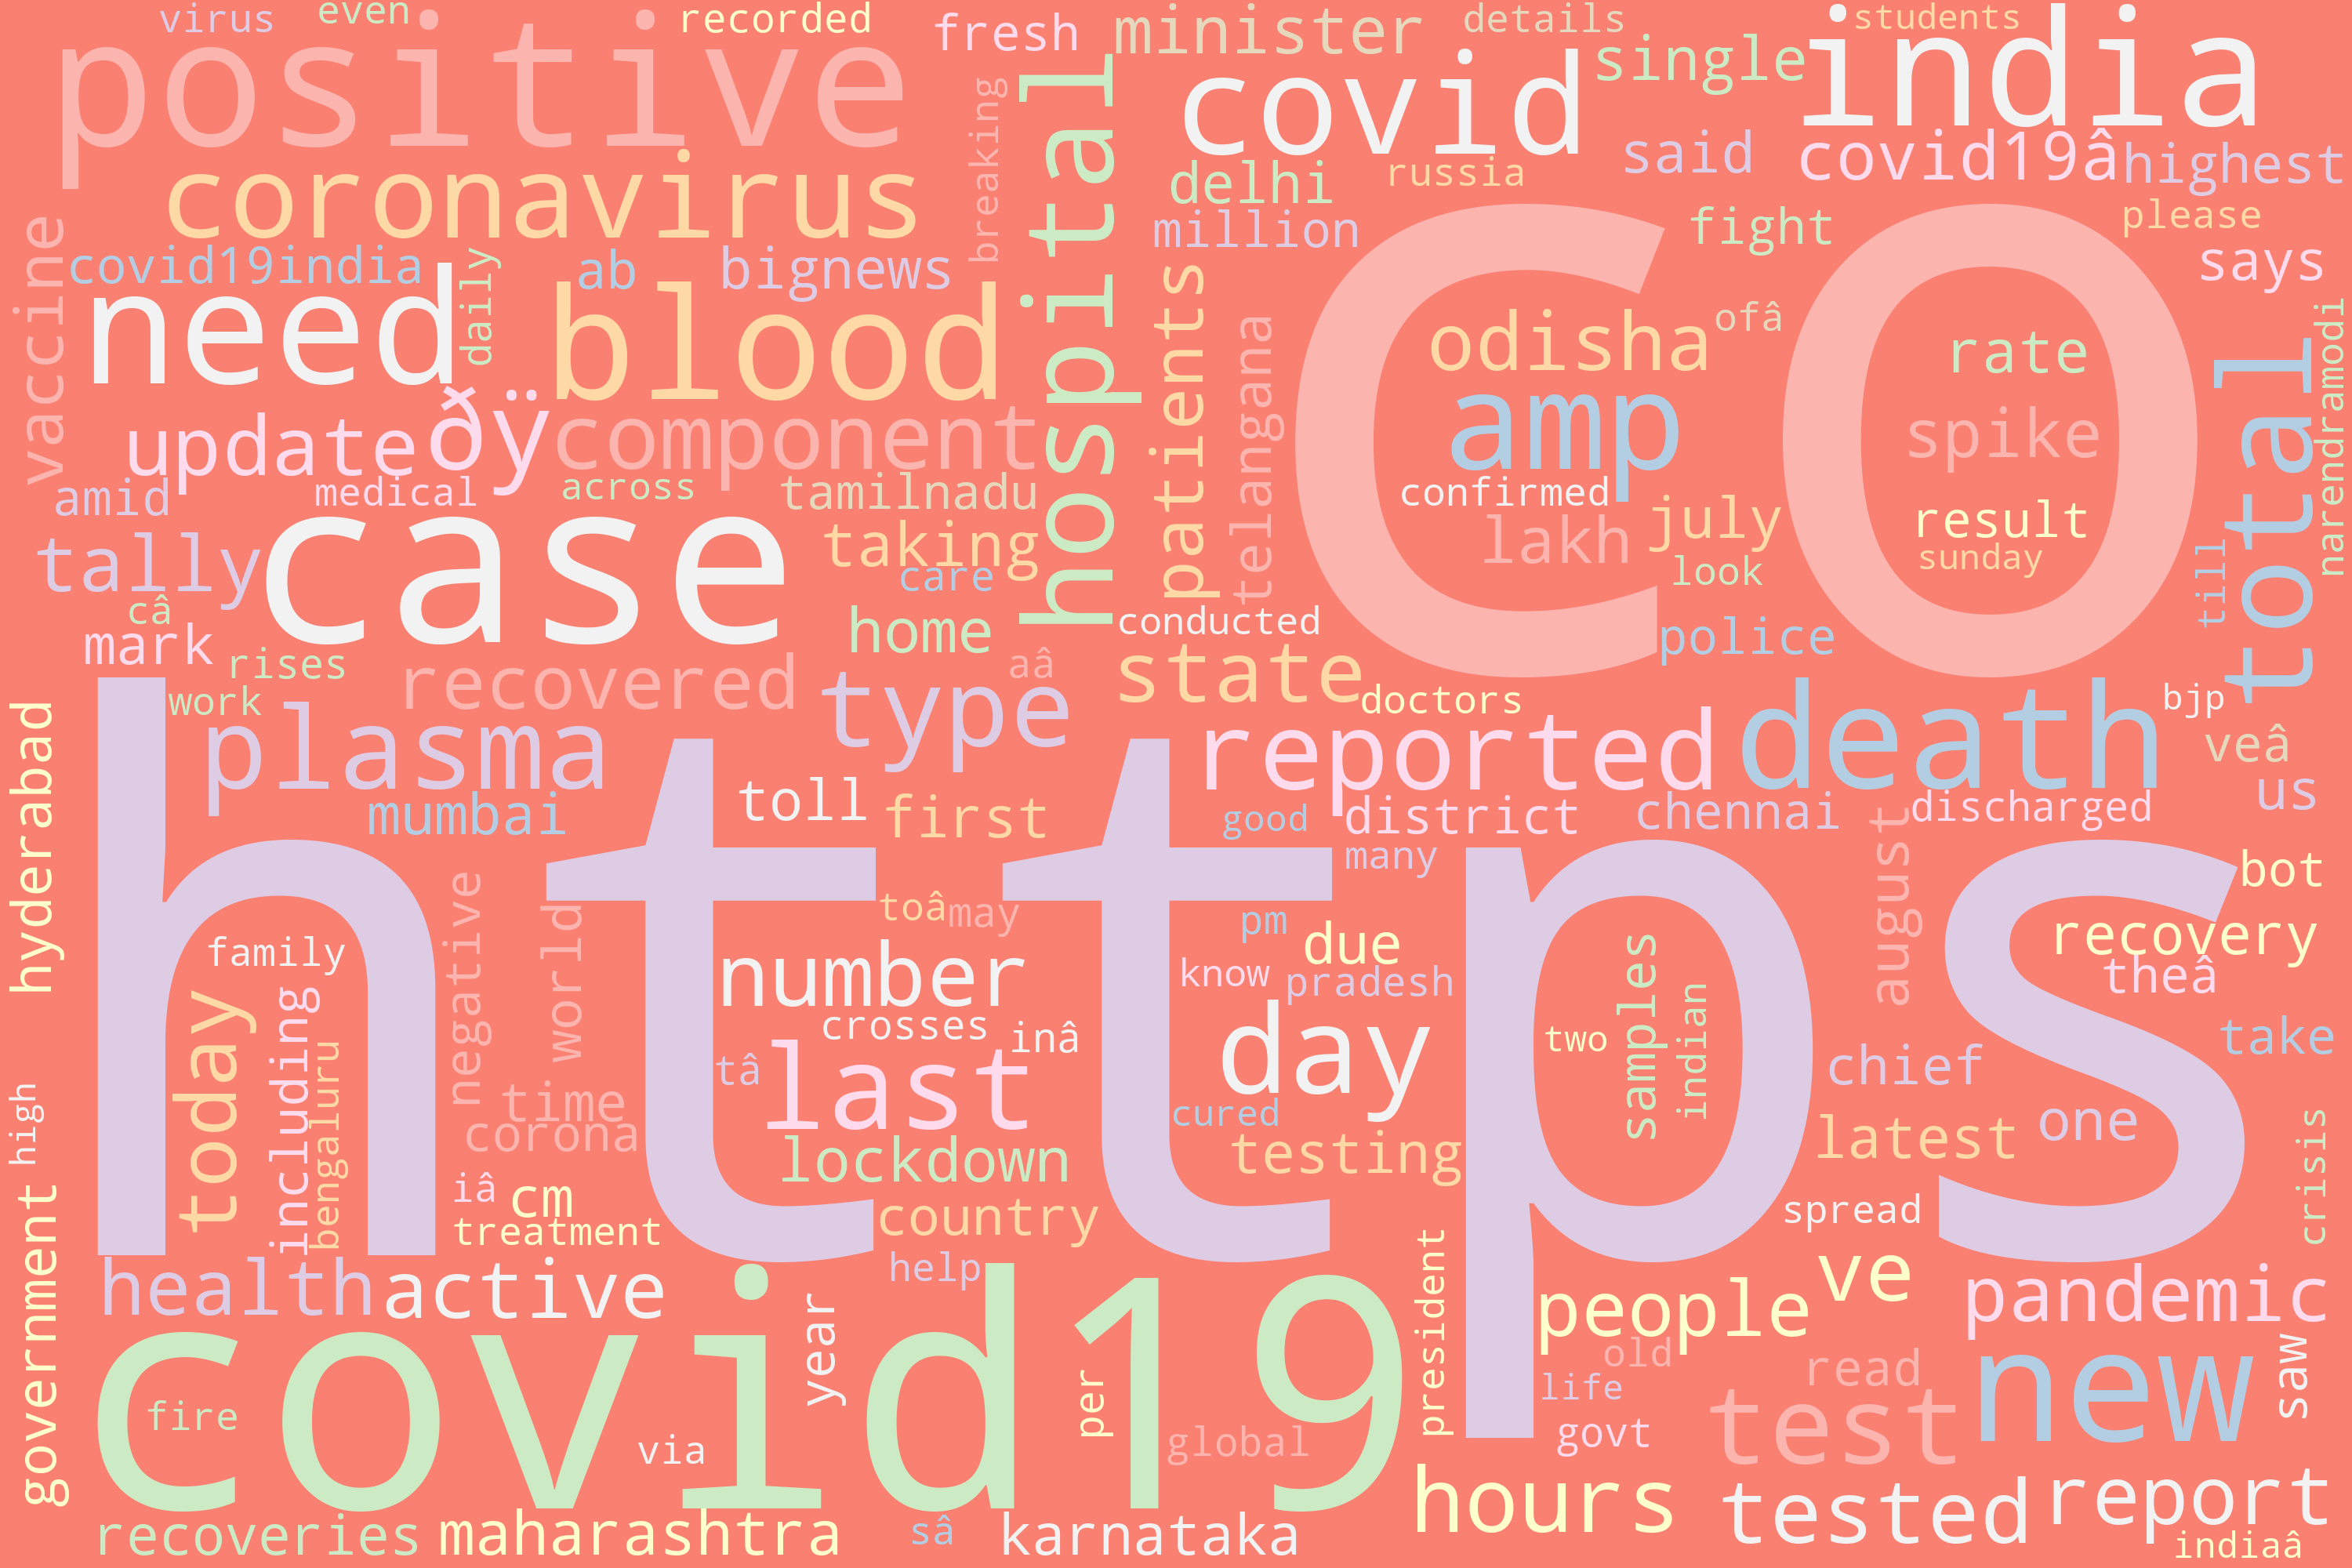 virus
even
recorded
fresh
minister
details
students
positive
covid
single
india
coronavirus
breaking
hospital
delhi
russia
said
covid19â
highest
vaccine
covid19india
daily
ab
bignews
million
fight
please
says
need
blood
patients
telangana
co
odisha
ofâ
rate
total
narendramodi
update
ðÿ
component
amp
spike
amid
medical
across
tamilnadu
confirmed
lakh
july
result
tally
case
taking
care
look
sunday
till
câ
mark
rises
home
conducted
police
work
recovered
aâ
type
state
doctors
death
bjp
hyderabad
plasma
reported
veâ
mumbai
toll
first
good
district
chennai
discharged
us
https
negative
world
toâ
may
many
august
bot
family
pm
due
samples
recovery
today
including
bengaluru
number
know
pradesh
theâ
crosses
inâ
day
two
indian
take
high
time
tâ
last
cured
chief
corona
lockdown
testing
latest
one
crisis
government
iâ
cm
treatment
country
spread
health
active
help
president
people
ve
pandemic
covid19
year
per
old
read
new
saw
fire
life
via
global
govt
test
recoveries
maharashtra
sâ
karnataka
hours
tested
report
indiaâ